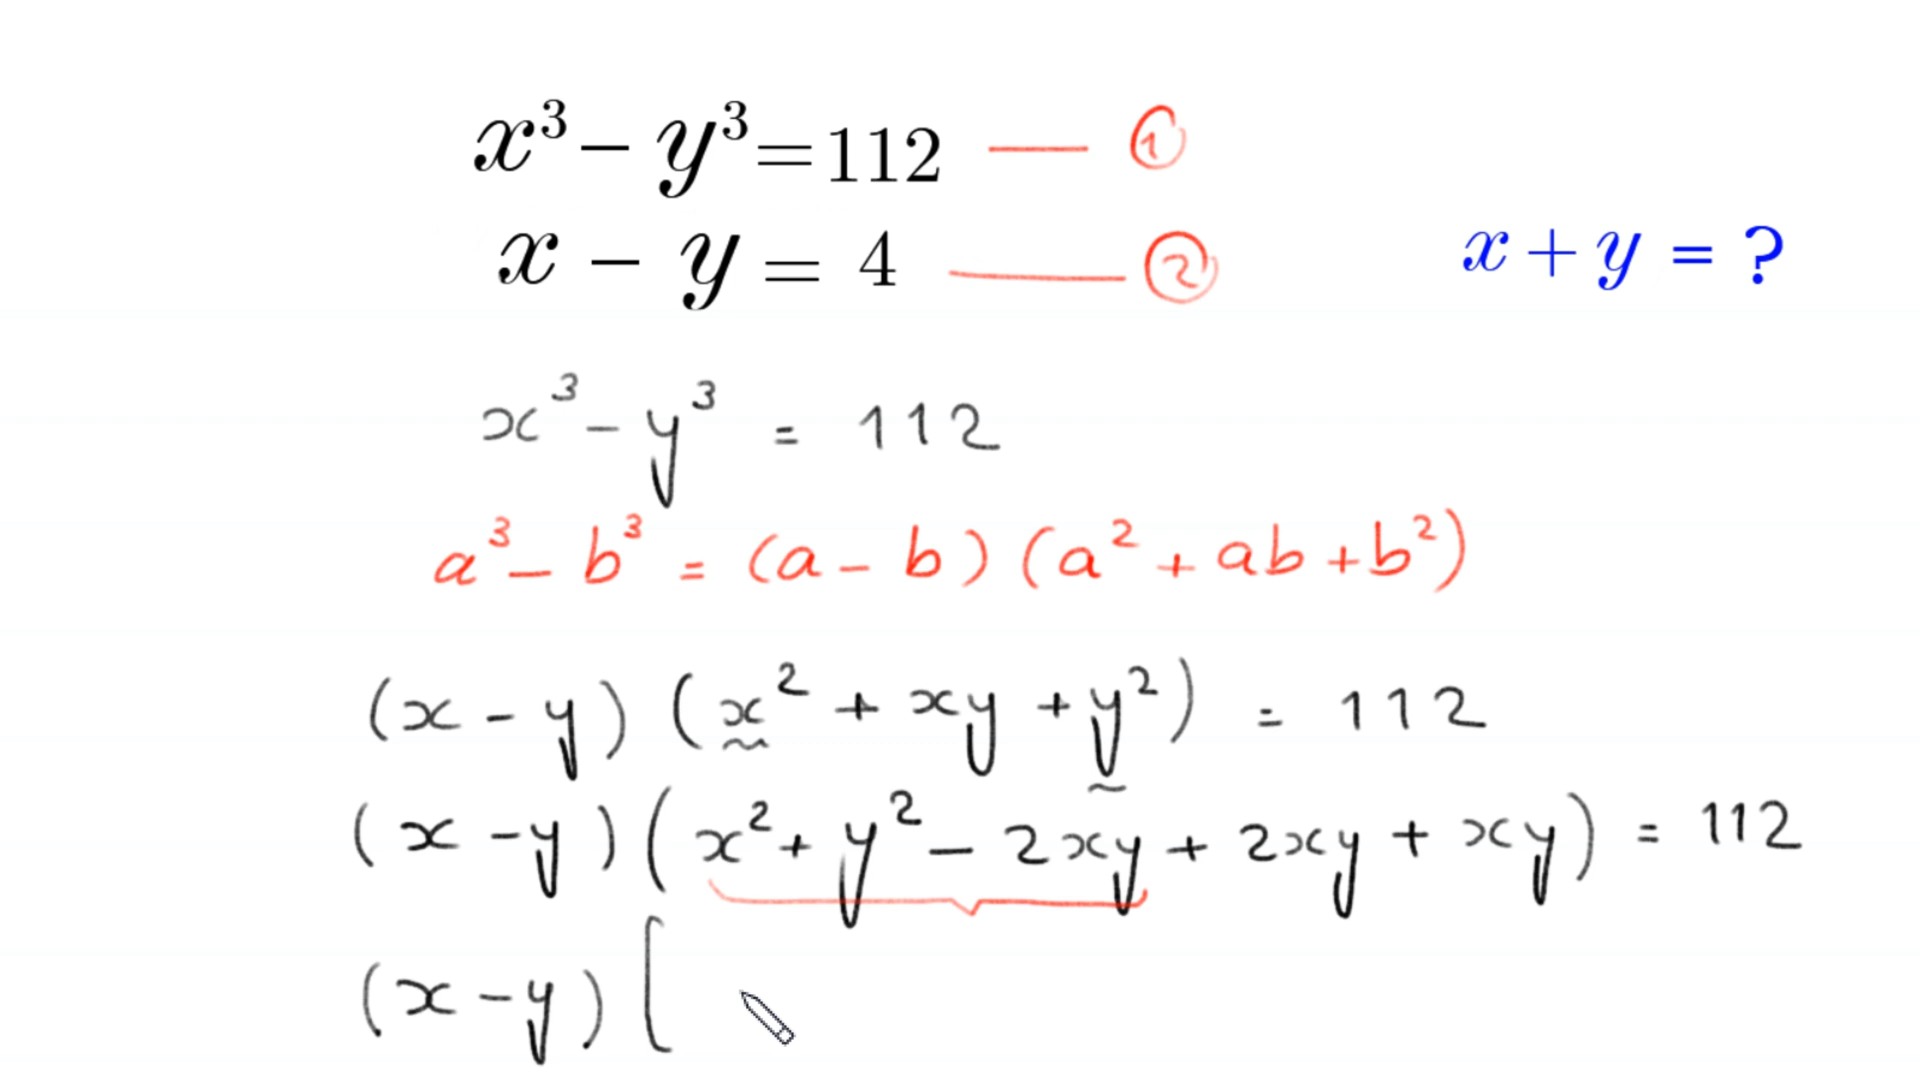 x³ − y³ = 112 — ①
x − y = 4 — ②
x + y = ?
x³ − y³ = 112
a³ − b³ = (a − b) (a² + ab + b²)
(x − y) (x² + xy + y²) = 112
(x − y) (x² + y² − 2xy + 2xy + xy) = 112
(x − y) [